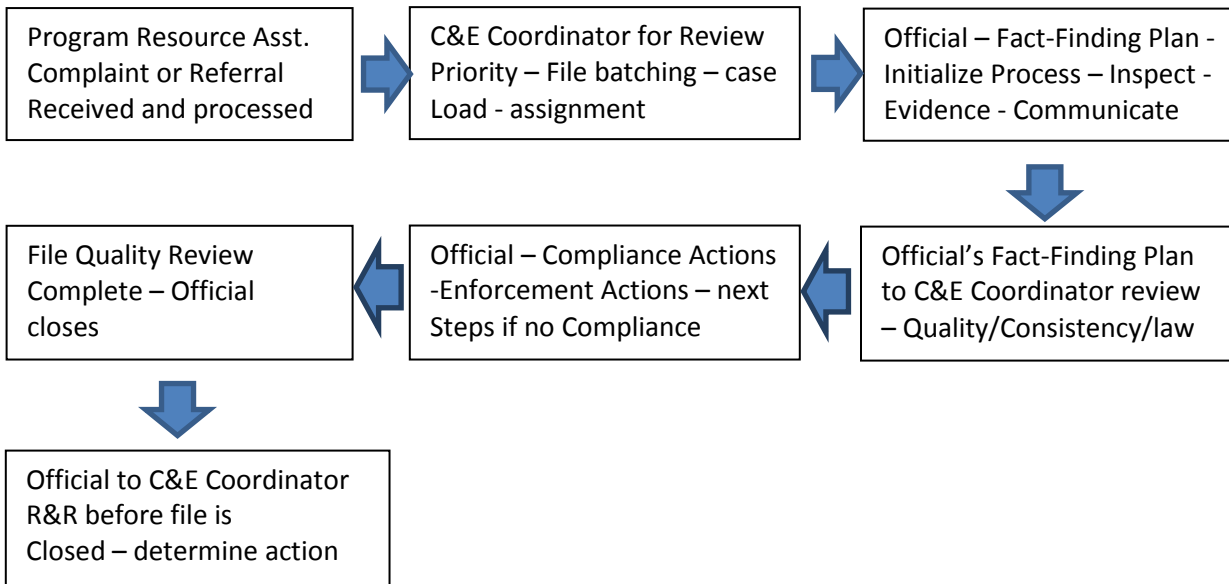 Program Resource Asst.
Complaint or Referral
Received and processed
C&E Coordinator for Review
Priority – File batching – case
Load - assignment
Official – Fact-Finding Plan -
Initialize Process – Inspect -
Evidence - Communicate
Official’s Fact-Finding Plan
to C&E Coordinator review
– Quality/Consistency/law
Official – Compliance Actions
-Enforcement Actions – next
Steps if no Compliance
File Quality Review
Complete – Official
closes
Official to C&E Coordinator
R&R before file is
Closed – determine action